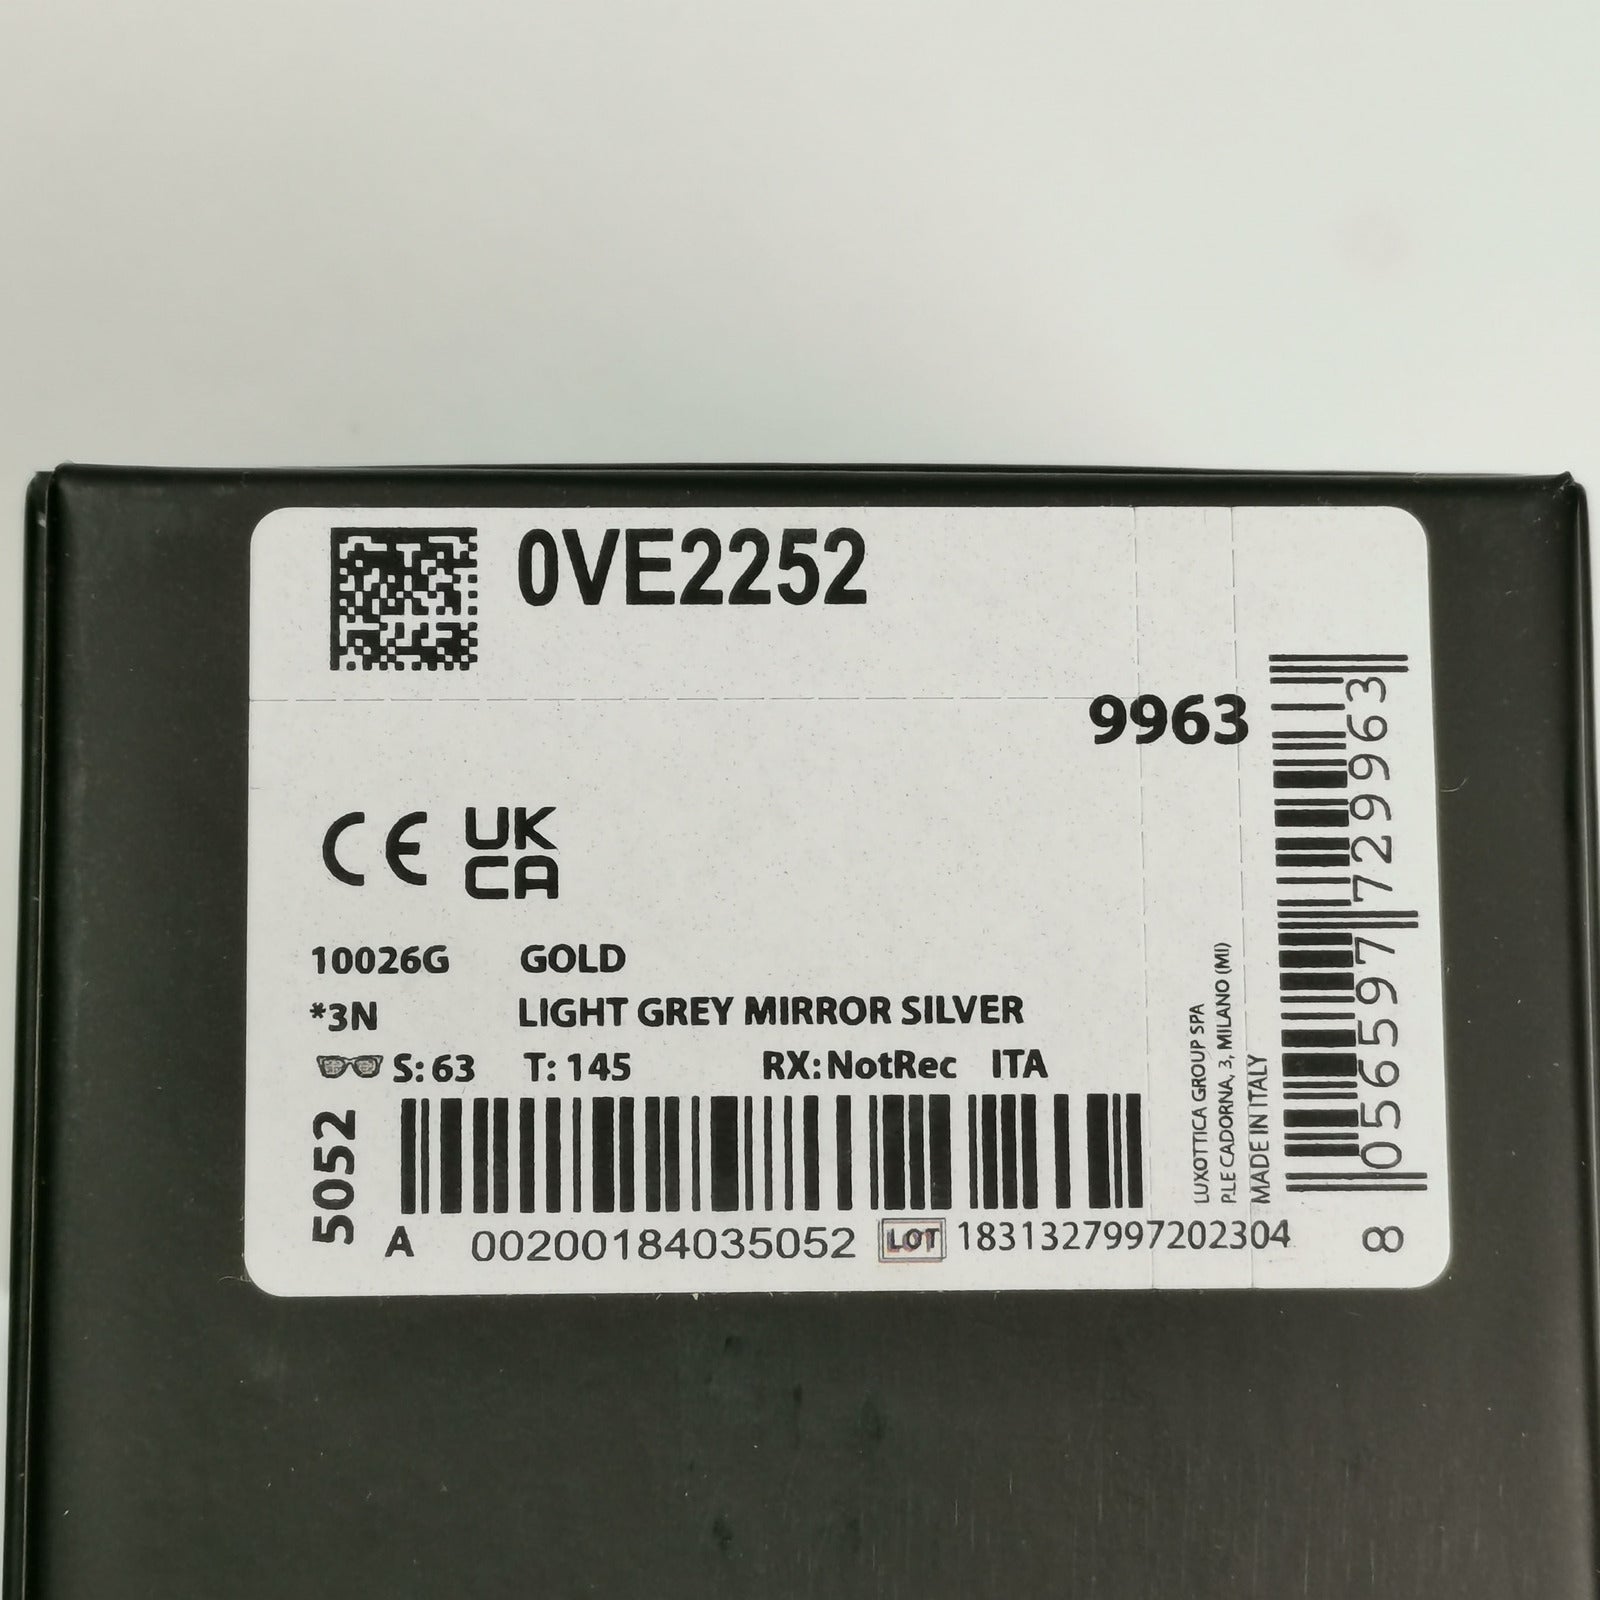 0VE2252
9963
CE UK
CA
10026G GOLD
*3N LIGHT GREY MIRROR SILVER
S: 63 T: 145 RX: NotRec ITA
5052
A 00200184035052 LOT 1831327997202304
LUXOTTICA GROUP SPA
P.LE CADORNA, 3, MILANO (MI)
MADE IN ITALY
8 056597 729963